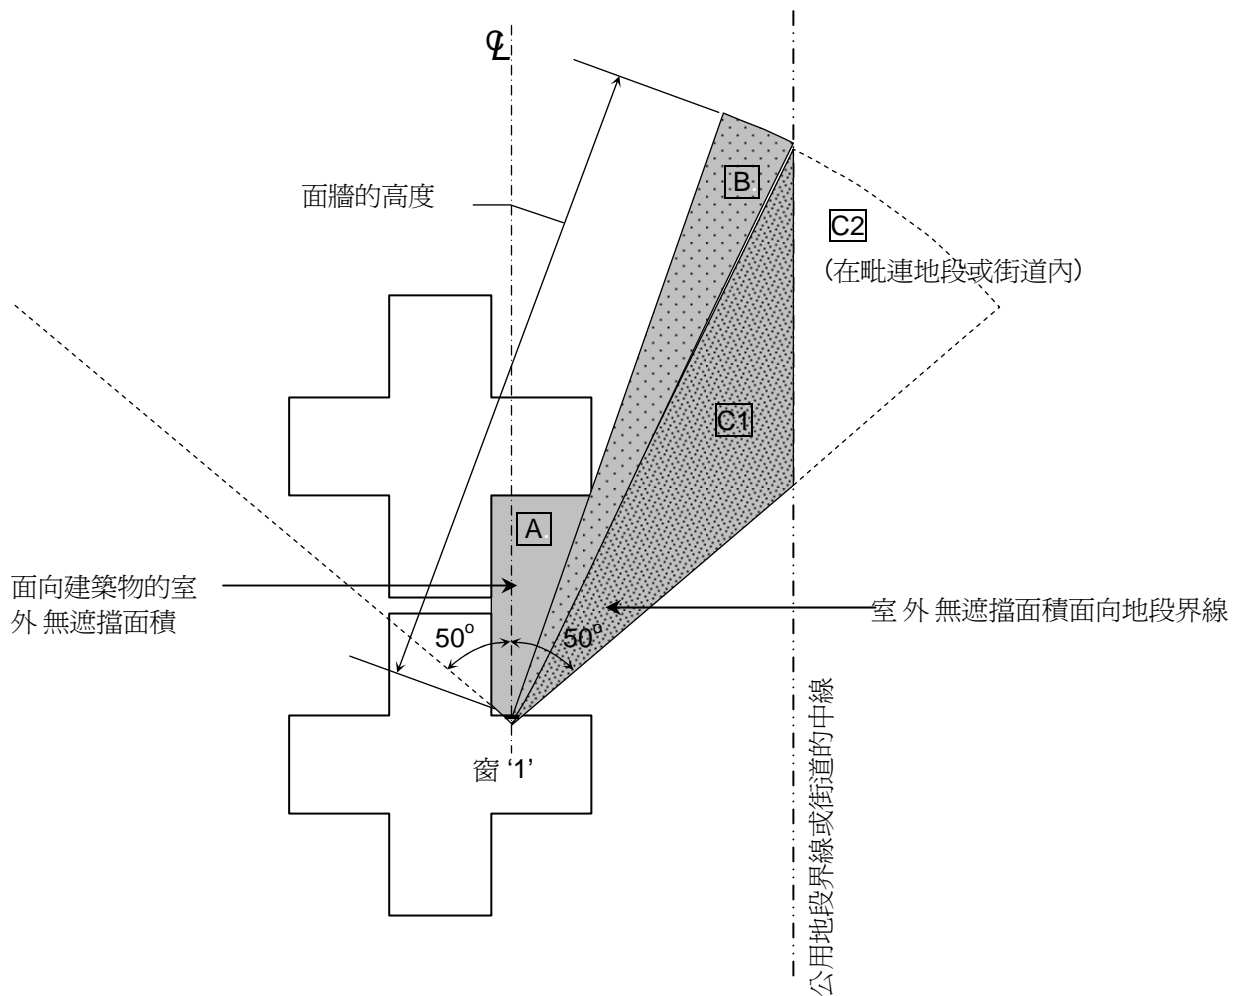 ℄
面牆的高度
B
C2
(在毗連地段或街道內)
C1
A
面向建築物的室
外 無遮擋面積
50°
50°
室 外 無遮擋面積面向地段界線
窗 ‘1’
公用地段界線或街道的中線